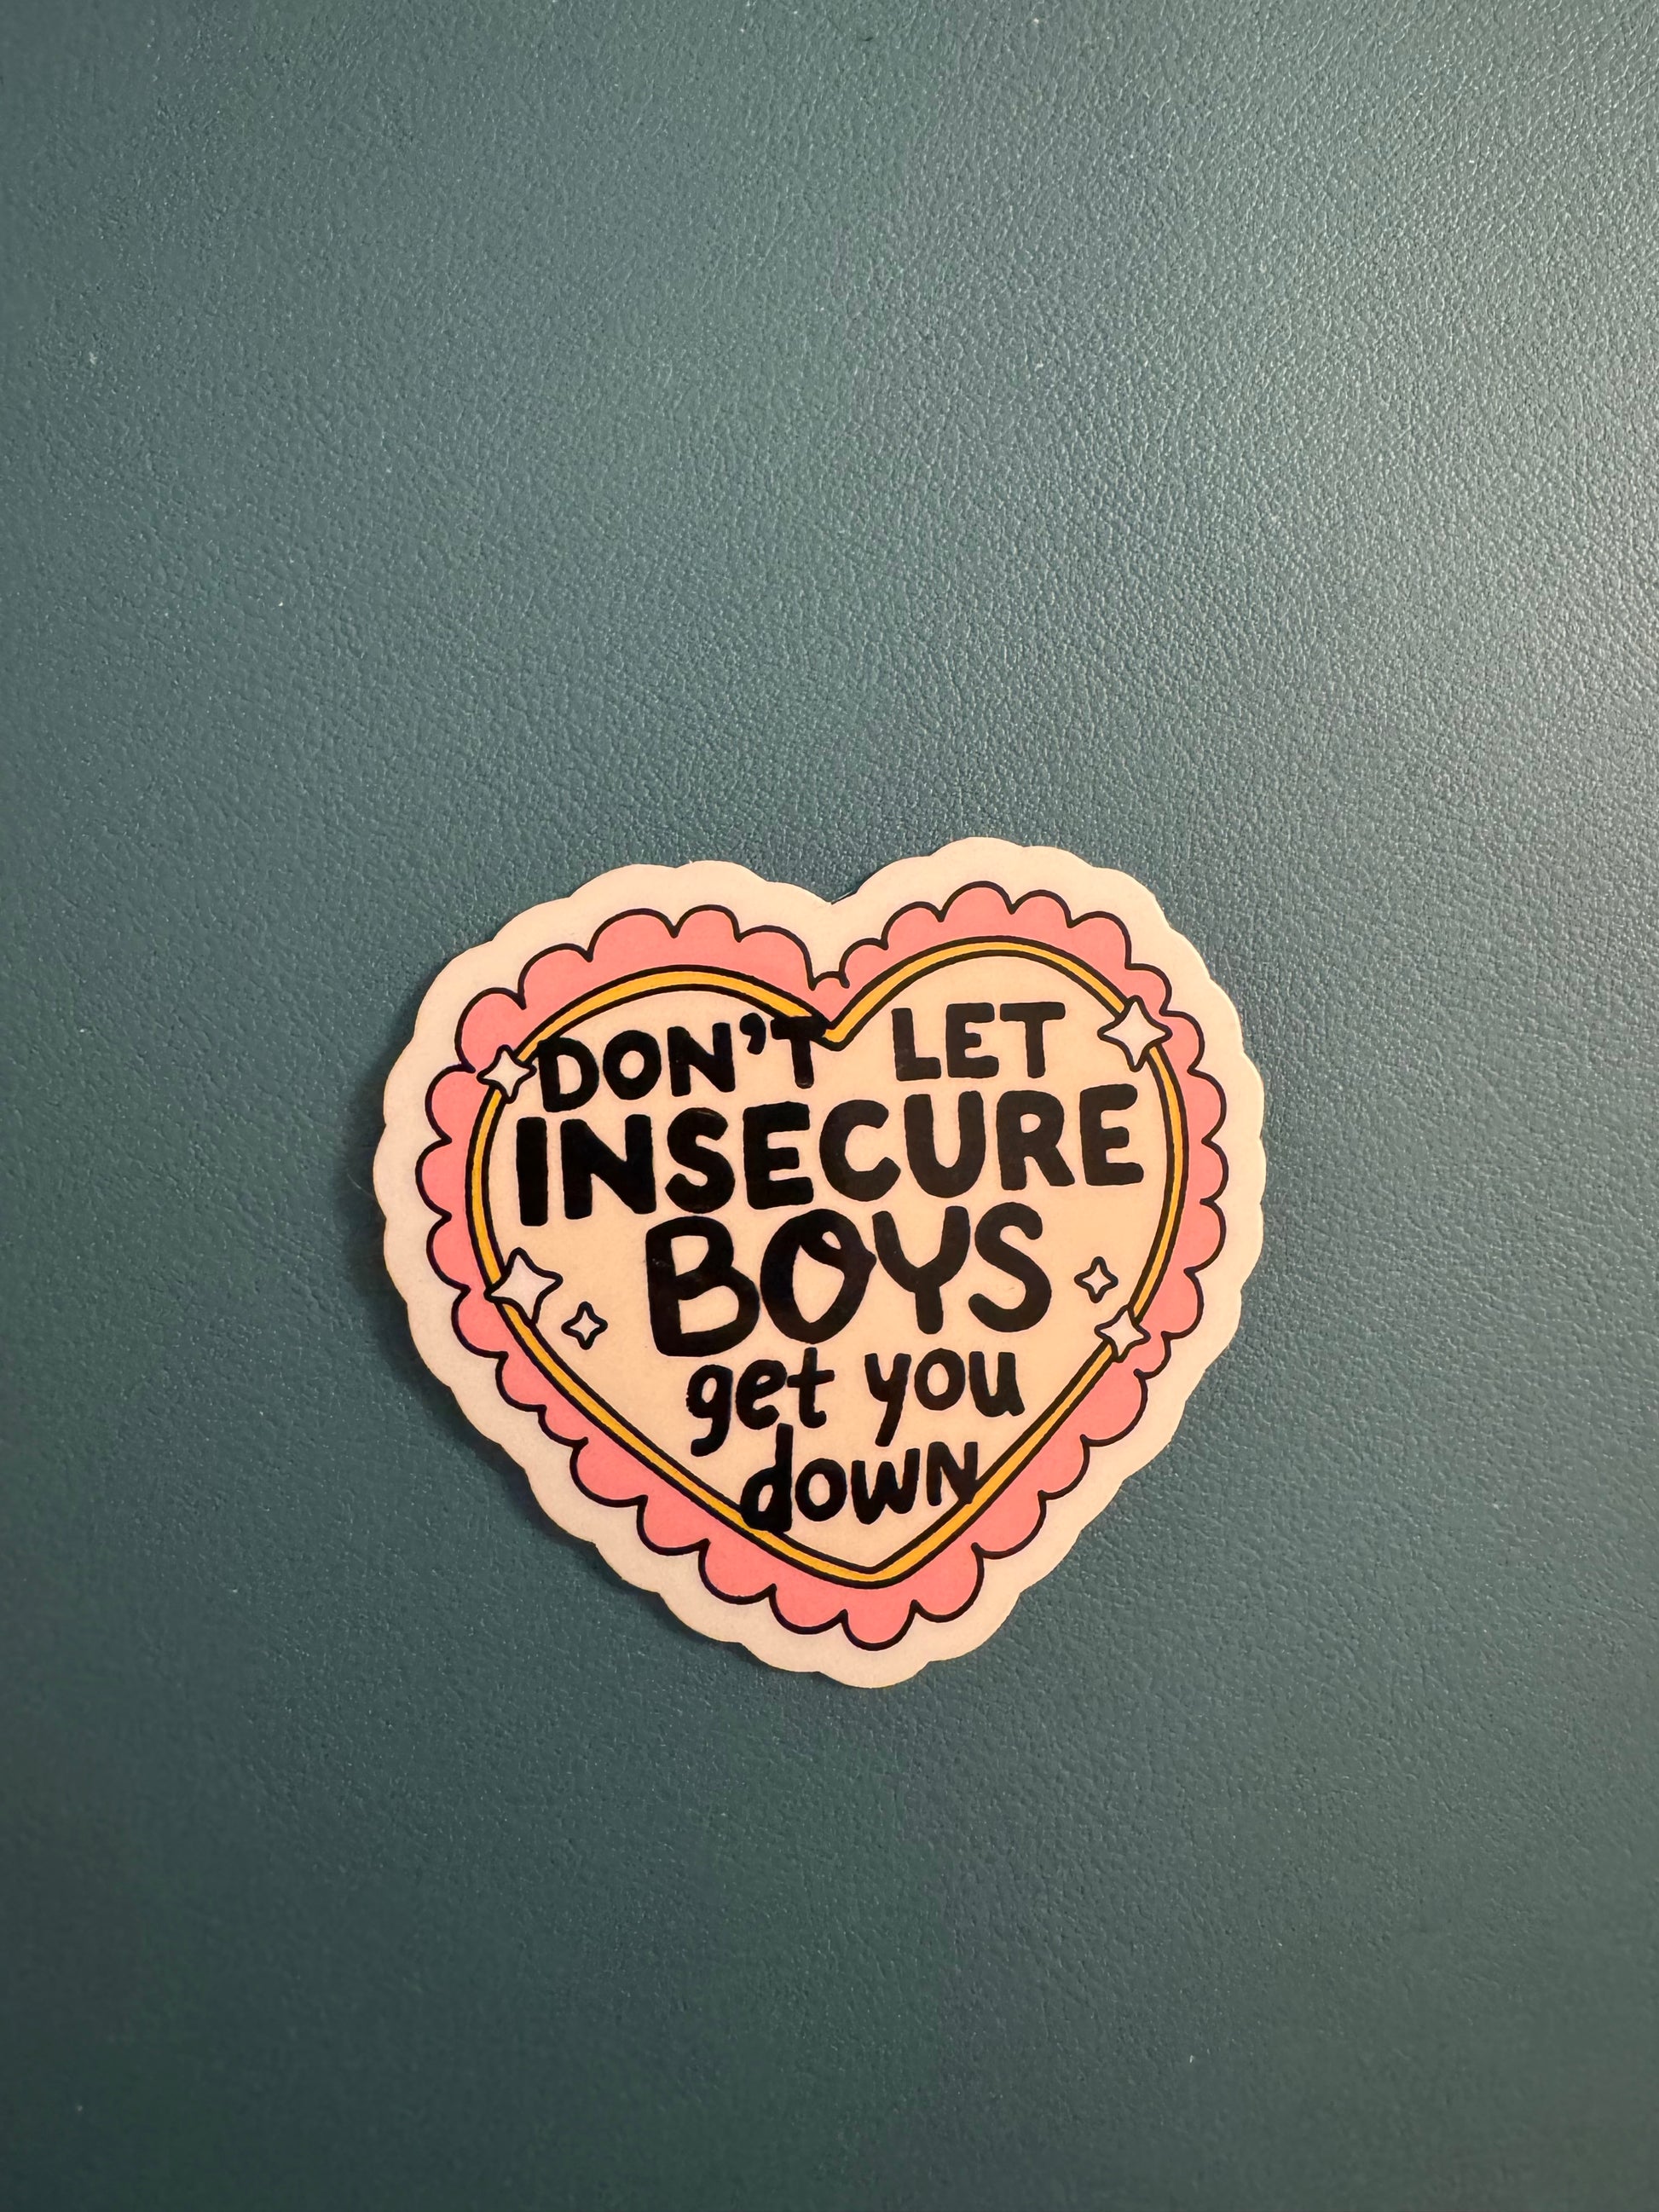 DON'T LET
INSECURE
BOYS
get you
down